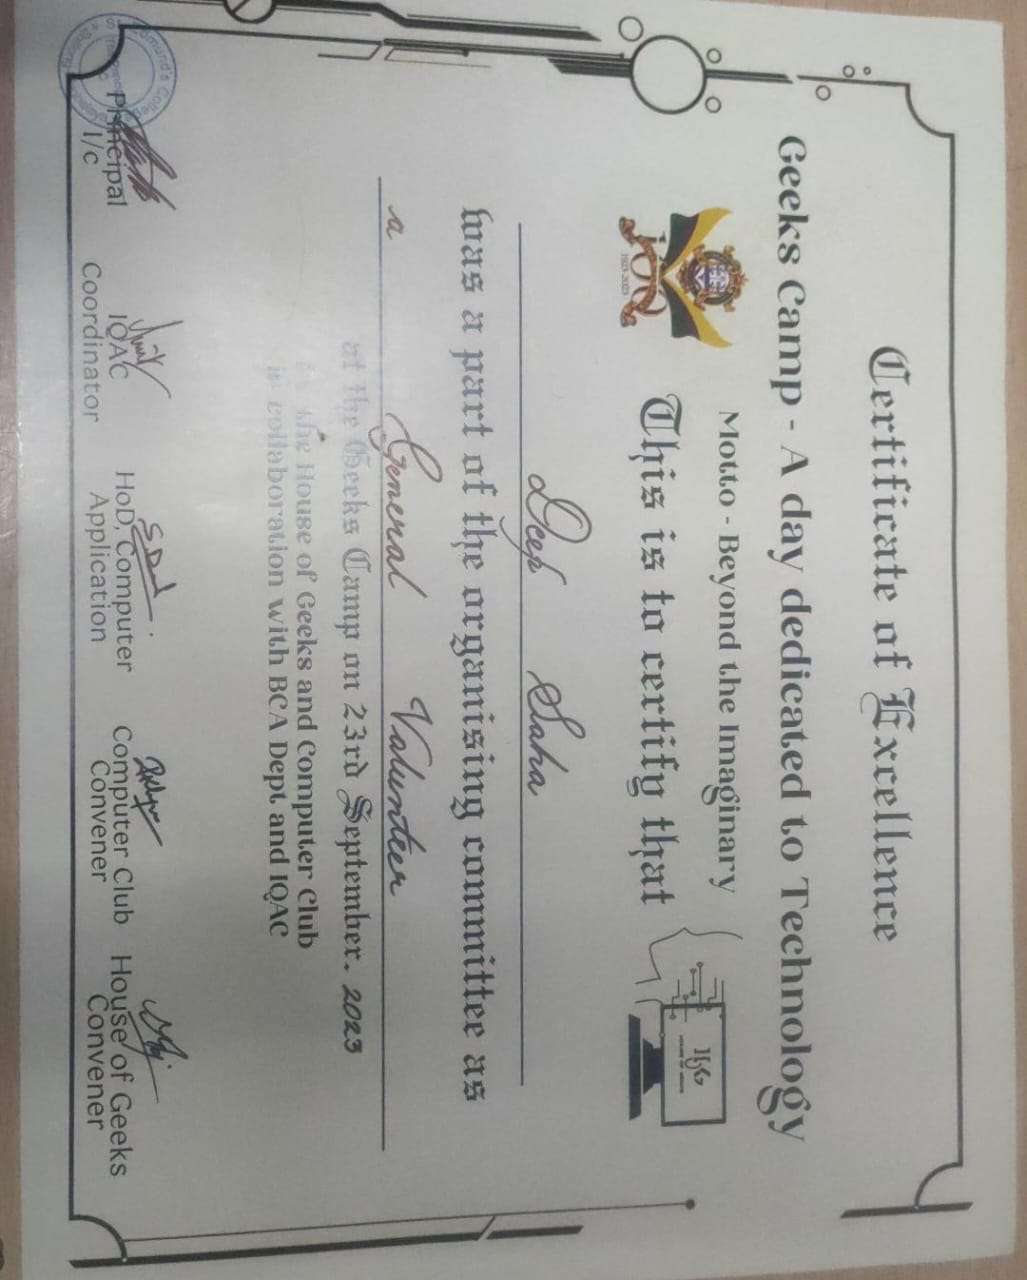 Certificate of Excellence
Geeks Camp - A day dedicated to Technology
Motto - Beyond the Imaginary
This is to certify that
100
1923-2023
Deep Saha
was a part of the organising committee as
a General Valunteer
at the Geeks Camp on 23rd September. 2023
the House of Geeks and Computer Club
collaboration with BCA Dept and IQAC
Principal
I/c
IQAC
Coordinator
HoD, Computer
Application
Computer Club
Convener
House of Geeks
Convener